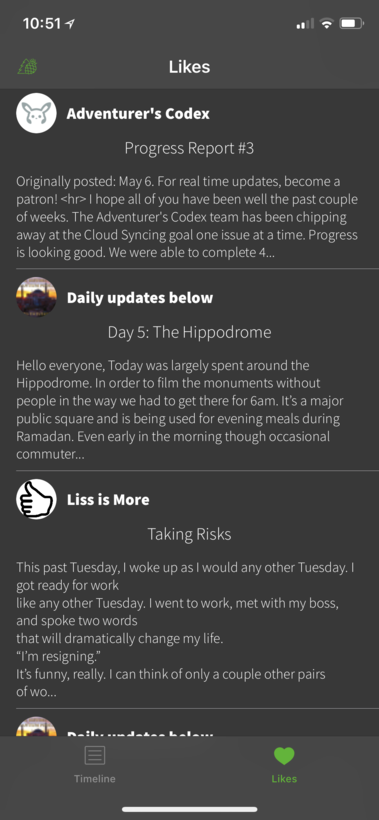 10:51
Likes
Adventurer's Codex
Progress Report #3
Originally posted: May 6. For real time updates, become a
patron! <hr> I hope all of you have been well the past couple
of weeks. The Adventurer's Codex team has been chipping
away at the Cloud Syncing goal one issue at a time. Progress
is looking good. We were able to complete 4...
Daily updates below
Day 5: The Hippodrome
Hello everyone, Today was largely spent around the
Hippodrome. In order to film the monuments without
people in the way we had to get there for 6am. It's a major
public square and is being used for evening meals during
Ramadan. Even early in the morning though occasional
commuter...
Liss is More
Taking Risks
This past Tuesday, I woke up as I would any other Tuesday. I
got ready for work
like any other Tuesday. I went to work, met with my boss,
and spoke two words
that will dramatically change my life.
“I'm resigning.”
It's funny, really. I can think of only a couple other pairs
of wo...
Daily updates below
Timeline
Likes